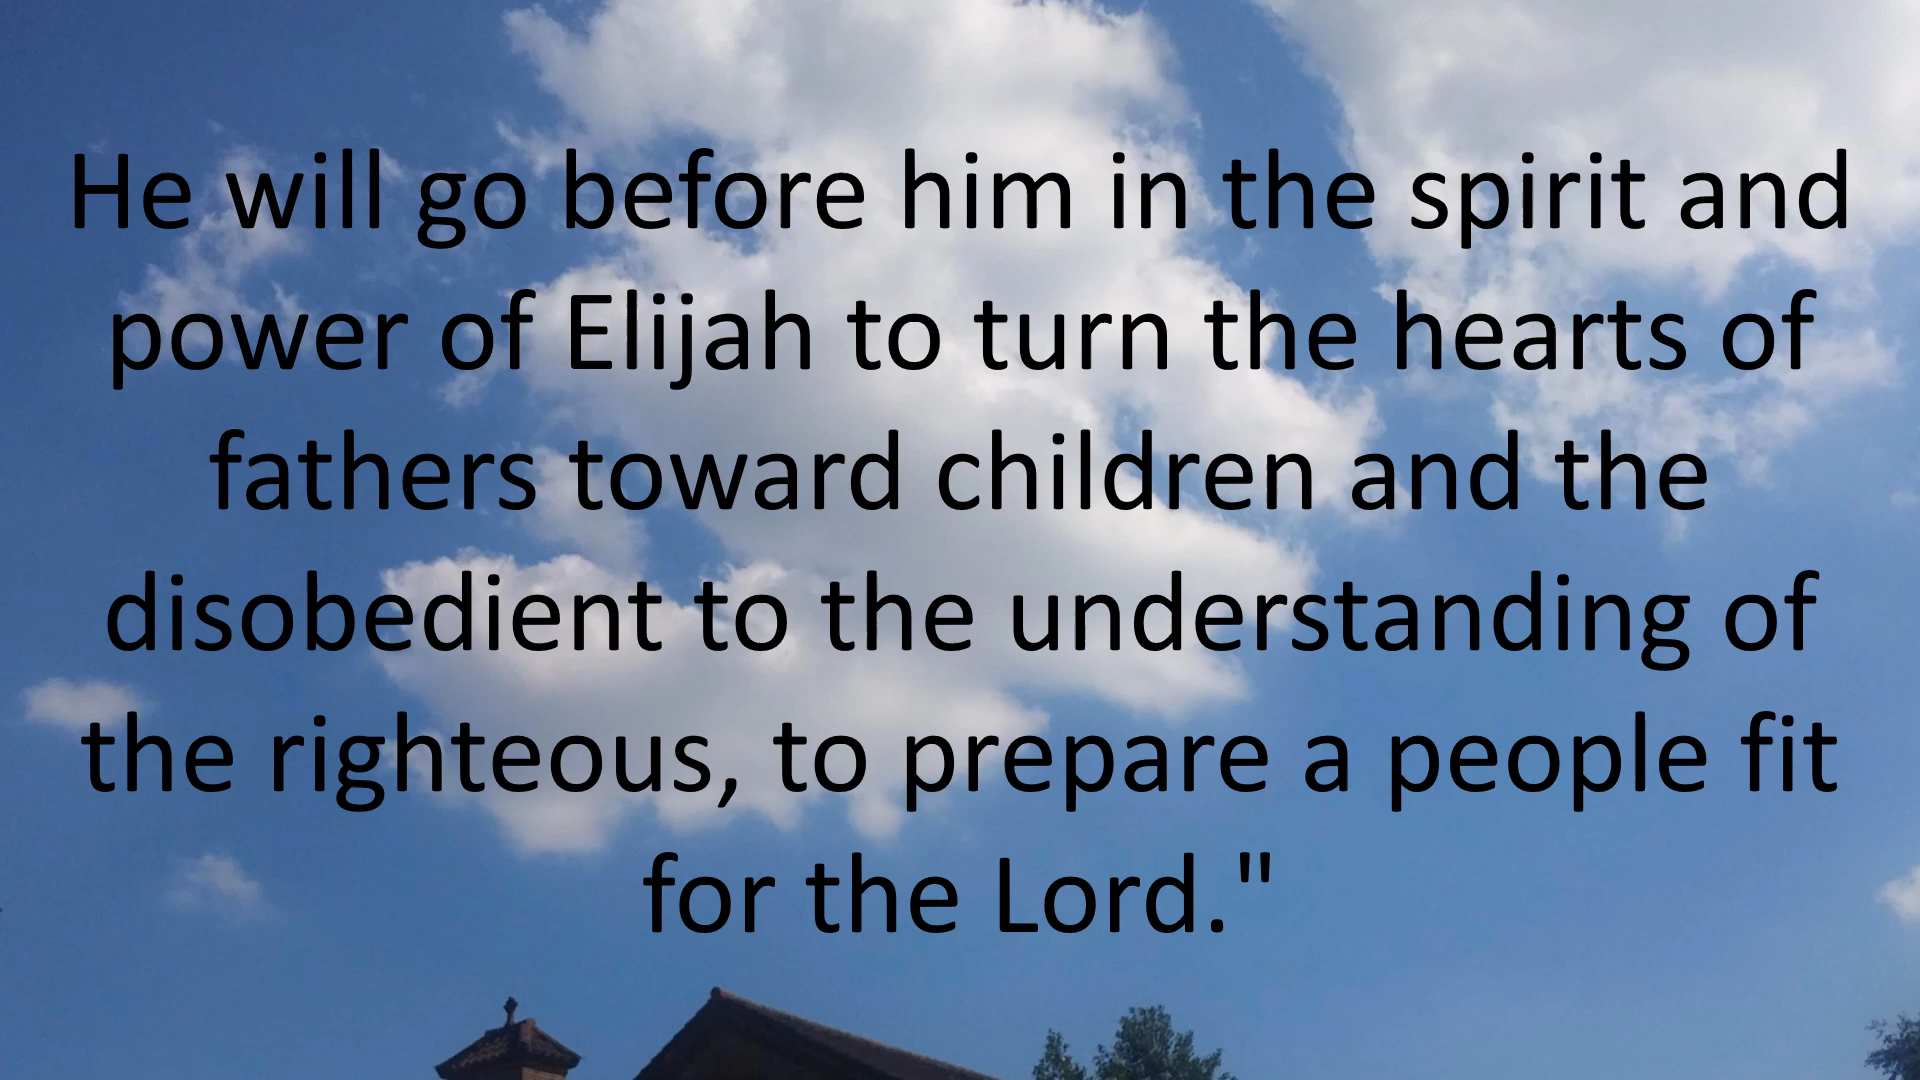 He will go before him in the spirit and
power of Elijah to turn the hearts of
fathers toward children and the
disobedient to the understanding of
the righteous, to prepare a people fit
for the Lord."